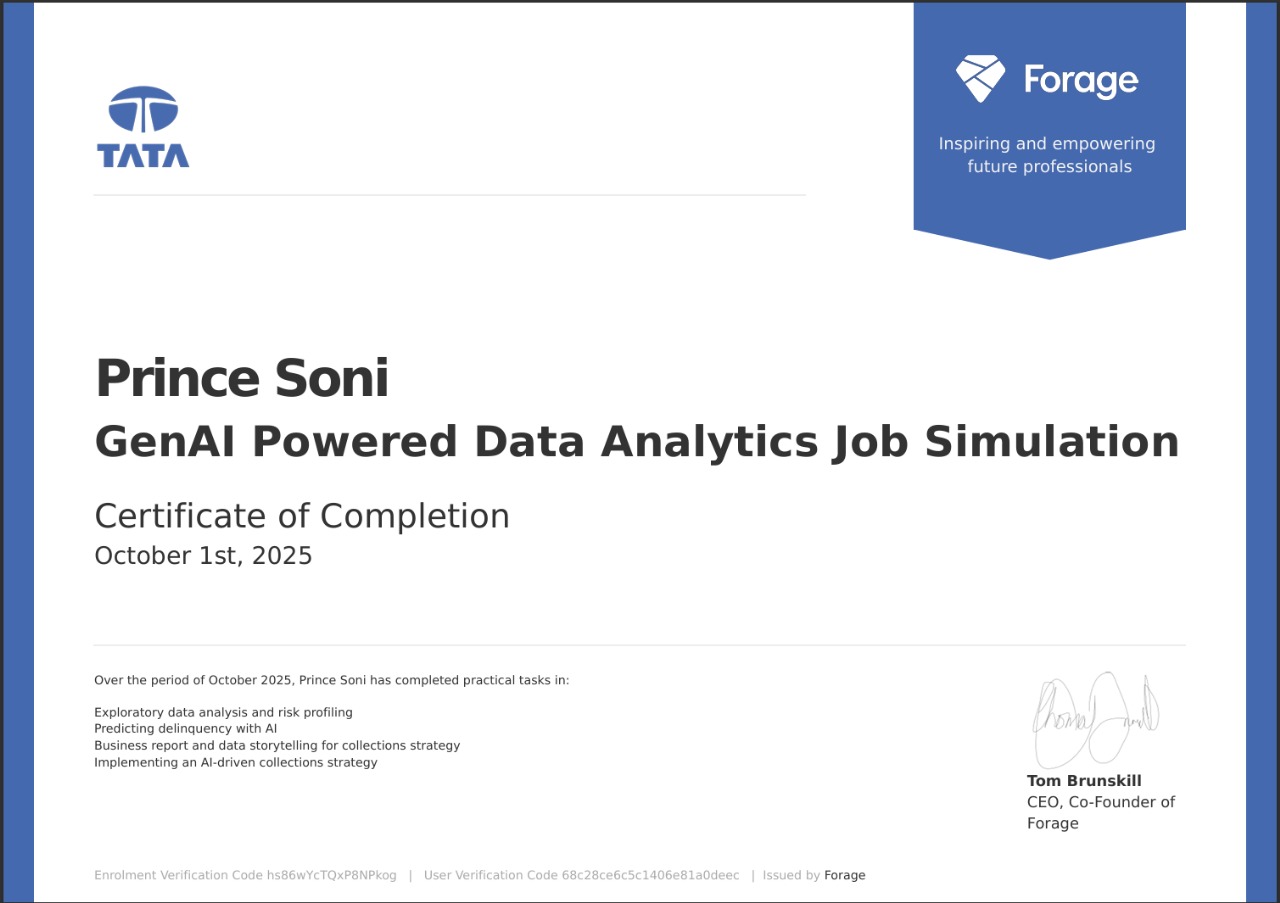 TATA
Forage
Inspiring and empowering
future professionals
Prince Soni
GenAI Powered Data Analytics Job Simulation
Certificate of Completion
October 1st, 2025
Over the period of October 2025, Prince Soni has completed practical tasks in:
Exploratory data analysis and risk profiling
Predicting delinquency with AI
Business report and data storytelling for collections strategy
Implementing an AI-driven collections strategy
Tom Brunskill
CEO, Co-Founder of
Forage
Enrolment Verification Code hs86wYcTQxP8NPkog | User Verification Code 68c28ce6c5c1406e81a0deec | Issued by Forage